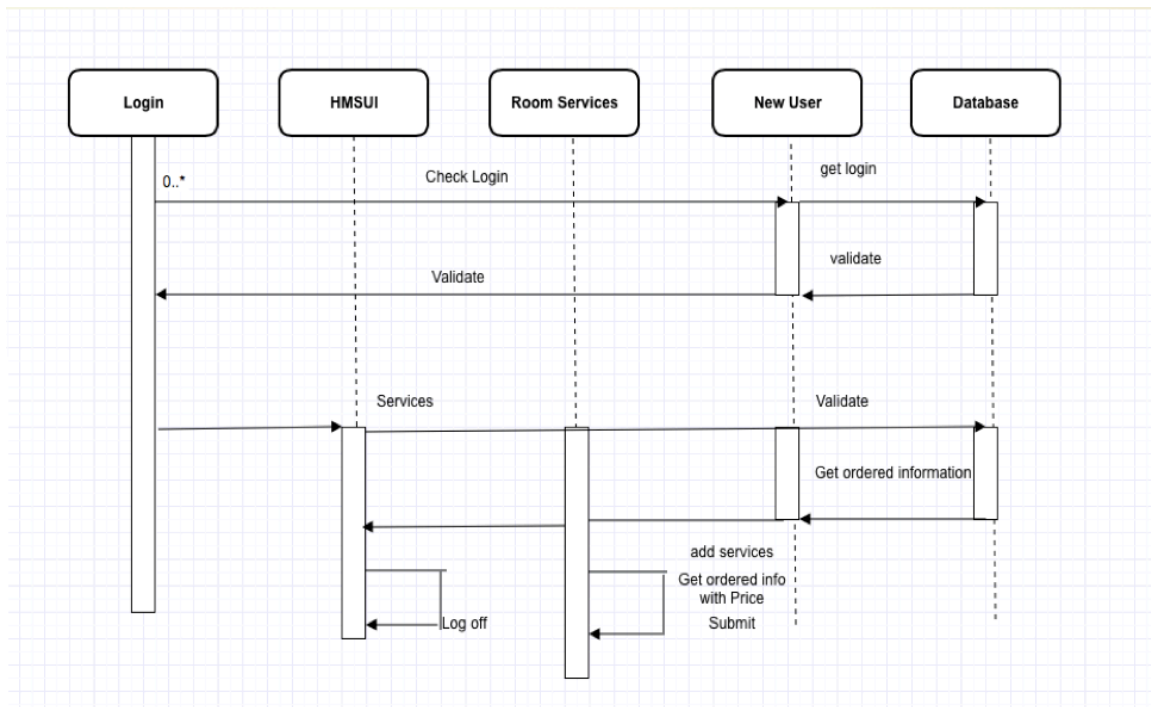 Login
HMSUI
Room Services
New User
Database
0..*
Check Login
get login
Validate
validate
Services
Validate
Get ordered information
add services
Get ordered info
with Price
Submit
Log off